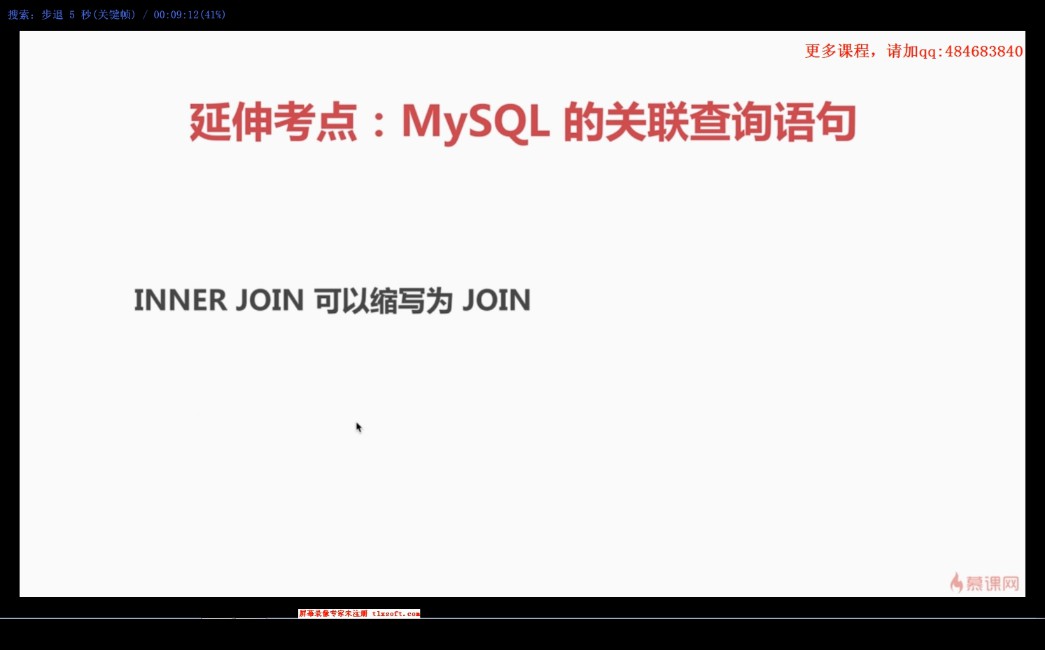 搜索: 步退 5 秒(关键帧) / 00:09:12(41%)
更多课程，请加qq:484683840
延伸考点：MySQL 的关联查询语句
INNER JOIN 可以缩写为 JOIN
慕课网
屏幕录像专家未注册 tlxsoft.com